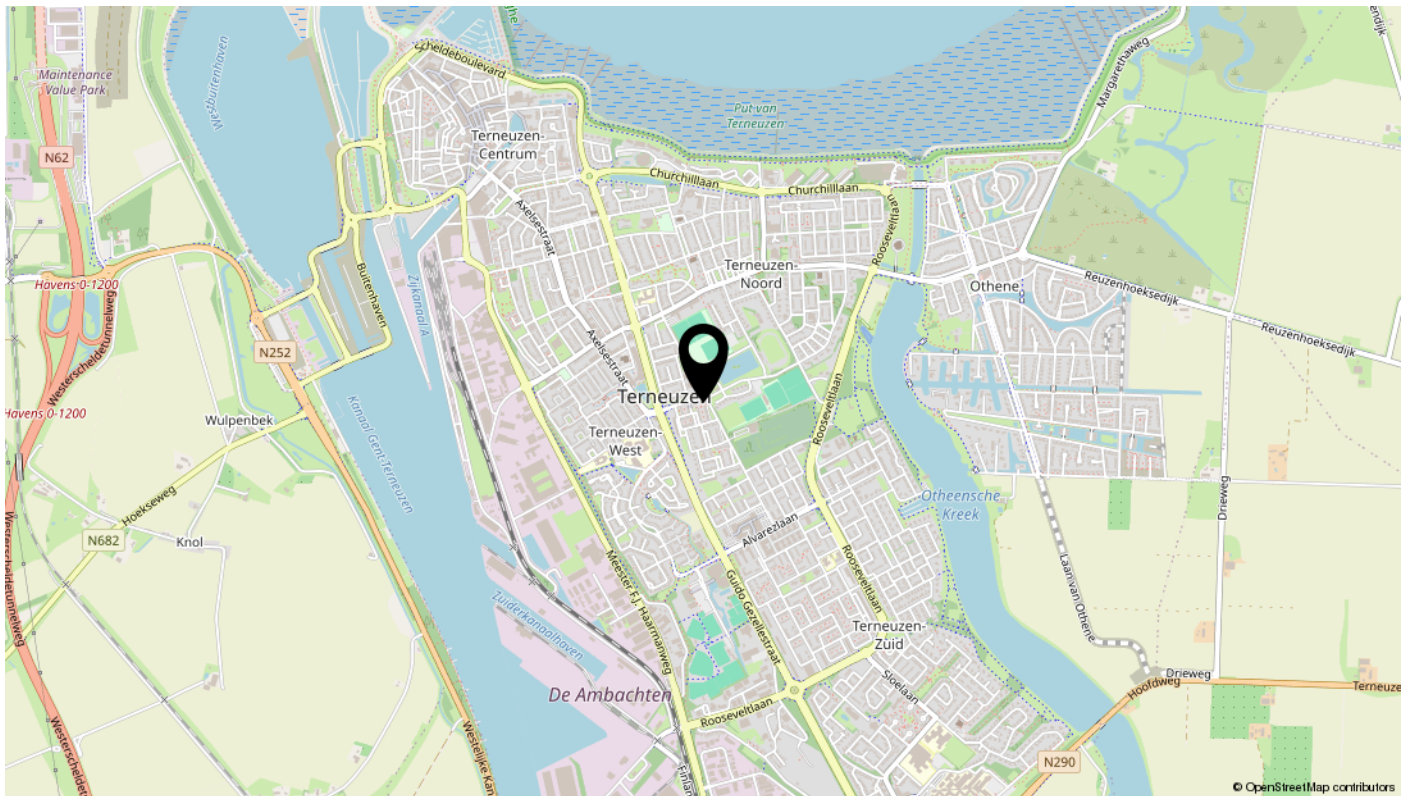 Scheldeboulevard
Maintenance
Value Park
Westbuitenhaven
Margarethaweg
Put van
Terneuzen
Terneuzen-
Centrum
N62
Churchilllaan
Churchilllaan
Axelsestraat
Rooseveltlaan
Terneuzen-
Noord
Othene
Reuzenhoeksedijk
Reuzenhoeksedijk
Havens 0-1200
Westerscheldetunnelweg
Buitenhaven
Zijkanaal A
N252
Axelsestraat
Terneuzen
Havens 0-1200
Wulpenbek
Kanaal Gent-Terneuzen
Terneuzen-
West
Rooseveltlaan
Hoekseweg
N682
Knol
Otheensche
Kreek
Drieweg
Alvarezlaan
Westerscheldetunnelweg
Meester F.J. Haarmanweg
Guido Gezellestraat
Rooseveltlaan
Laan van Othene
Zuiderkanaalhaven
Terneuzen-
Zuid
De Ambachten
Sloelaan
Drieweg
Hoofdweg
Rooseveltlaan
Westerscheldetunnelweg
N290
© OpenStreetMap contributors